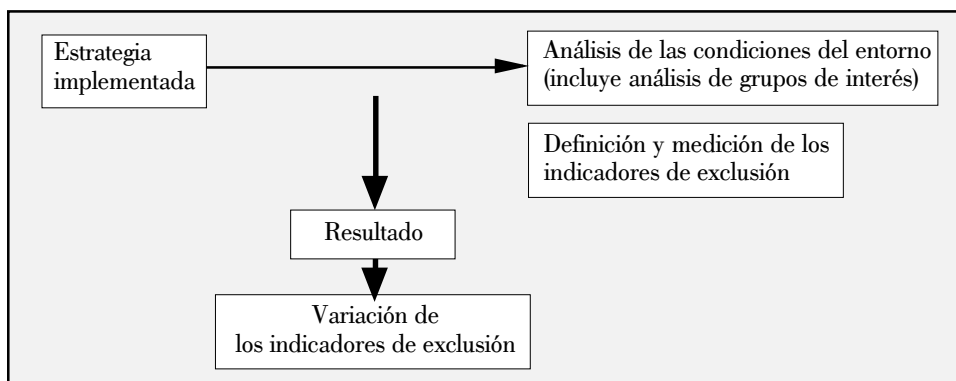 Estrategia
implementada
Análisis de las condiciones del entorno
(incluye análisis de grupos de interés)
Definición y medición de los
indicadores de exclusión
Resultado
Variación de
los indicadores de exclusión